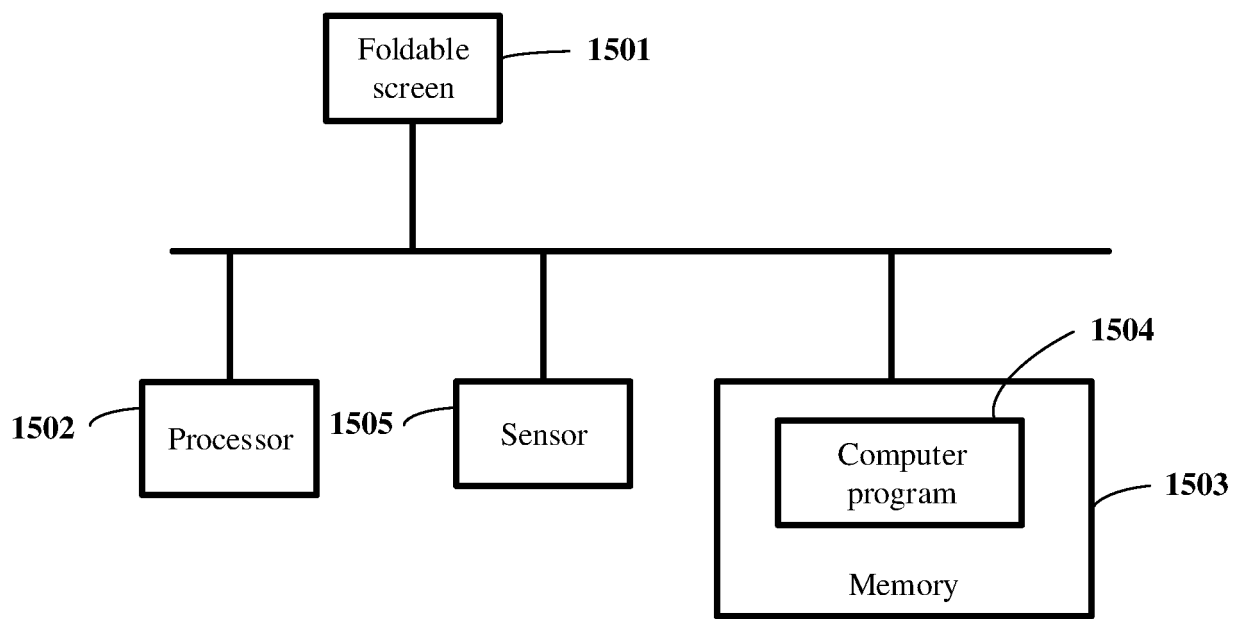 Foldable
screen
1501
1504
1502
Processor
1505
Sensor
Computer
program
1503
Memory